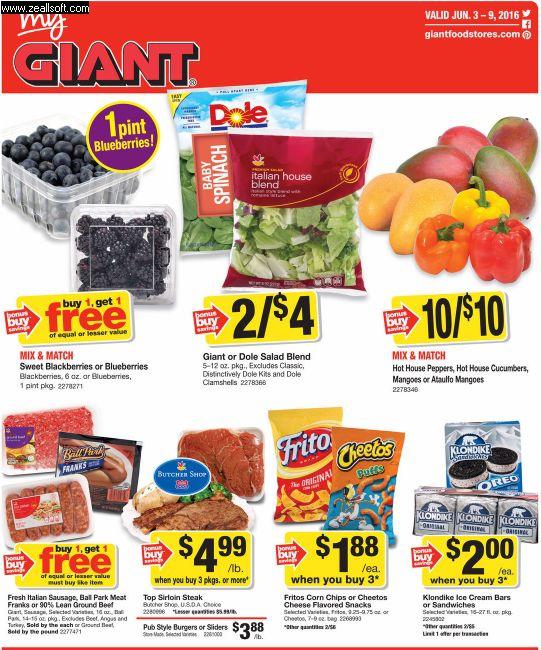 www.zeallsoft.com
my
GIANT®
VALID JUN. 3 – 9, 2016
giantfoodstores.com
1 pint
Blueberries!
Dole
BABY
SPINACH
italian house
blend
bonus
buy
savings
buy 1, get 1
free
of equal or lesser value
MIX & MATCH
Sweet Blackberries or Blueberries
Blackberries, 6 oz. or Blueberries,
1 pint pkg. 2278271
bonus
buy
savings
2/$4
Giant or Dole Salad Blend
5–12 oz. pkg., Excludes Classic,
Distinctively Dole Kits and Dole
Clamshells 2278366
bonus
buy
savings
10/$10
MIX & MATCH
Hot House Peppers, Hot House Cucumbers,
Mangoes or Ataulfo Mangoes
2278346
Ball Park
FRANKS
bonus
buy
savings
buy 1, get 1
free
of equal or lesser value
must buy like item
Fresh Italian Sausage, Ball Park Meat
Franks or 90% Lean Ground Beef
Giant, Sausage, Selected Varieties, 16 oz., Ball
Park, 14–15 oz. pkg., Excludes Beef, Angus and
Turkey, Sold by the each or Ground Beef,
Sold by the pound 2277471
BUTCHER SHOP
bonus
buy
savings
$4.99
/lb.
when you buy 3 pkgs. or more*
Top Sirloin Steak
Butcher Shop, U.S.D.A. Choice
2280996 *Lesser quantities $5.99/lb.
Pub Style Burgers or Sliders
Store Made, Selected Varieties 2281000
$3.88
/lb.
Fritos
ORIGINAL
Cheetos
Puffs
bonus
buy
savings
$1.88
/ea.
when you buy 3*
Fritos Corn Chips or Cheetos
Cheese Flavored Snacks
Selected Varieties, Fritos, 9.25–9.75 oz. or
Cheetos, 7–9 oz. bag 2268993
*Other quantities 2/$6
KLONDIKE
OREO
KLONDIKE
ORIGINAL
KLONDIKE
ORIGINAL
KLONDIKE
ORIGINAL
bonus
buy
savings
$2.00
/ea.
when you buy 3*
Klondike Ice Cream Bars
or Sandwiches
Selected Varieties, 16–27 fl. oz. pkg.
2245802
*Other quantities 2/$5
Limit 1 offer per transaction